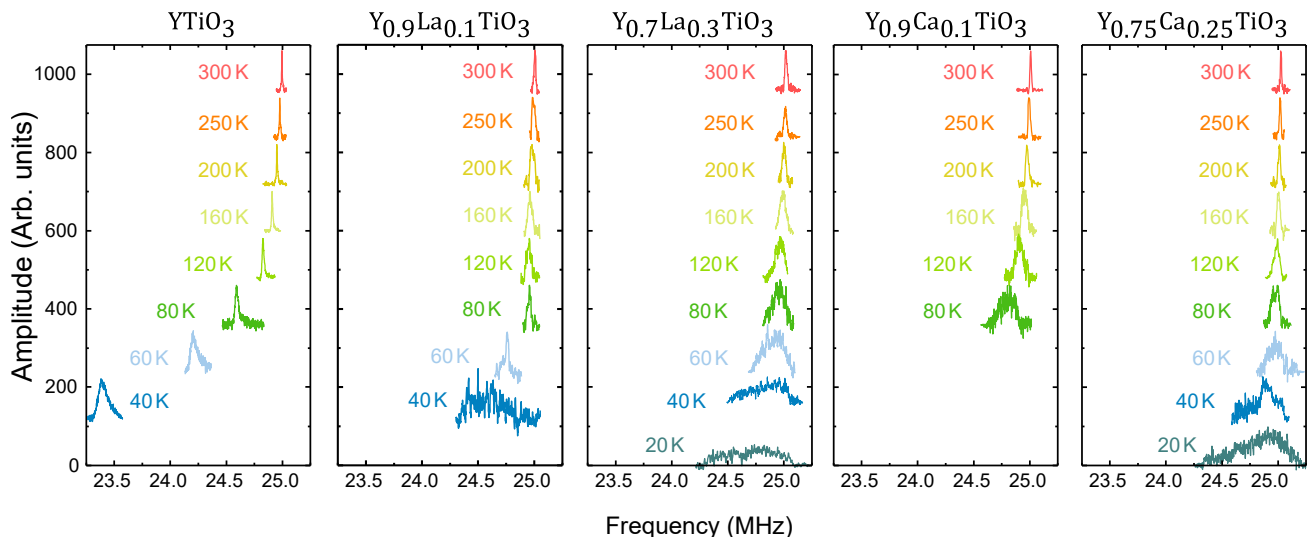 YTiO3
Y0.9La0.1TiO3
Y0.7La0.3TiO3
Y0.9Ca0.1TiO3
Y0.75Ca0.25TiO3
Amplitude (Arb. units)
1000
800
600
400
200
0
300 K
250 K
200 K
160 K
120 K
80 K
60 K
40 K
23.5 24.0 24.5 25.0
300 K
250 K
200 K
160 K
120 K
80 K
60 K
40 K
23.5 24.0 24.5 25.0
300 K
250 K
200 K
160 K
120 K
80 K
60 K
40 K
20 K
23.5 24.0 24.5 25.0
300 K
250 K
200 K
160 K
120 K
80 K
23.5 24.0 24.5 25.0
300 K
250 K
200 K
160 K
120 K
80 K
60 K
40 K
20 K
23.5 24.0 24.5 25.0
Frequency (MHz)